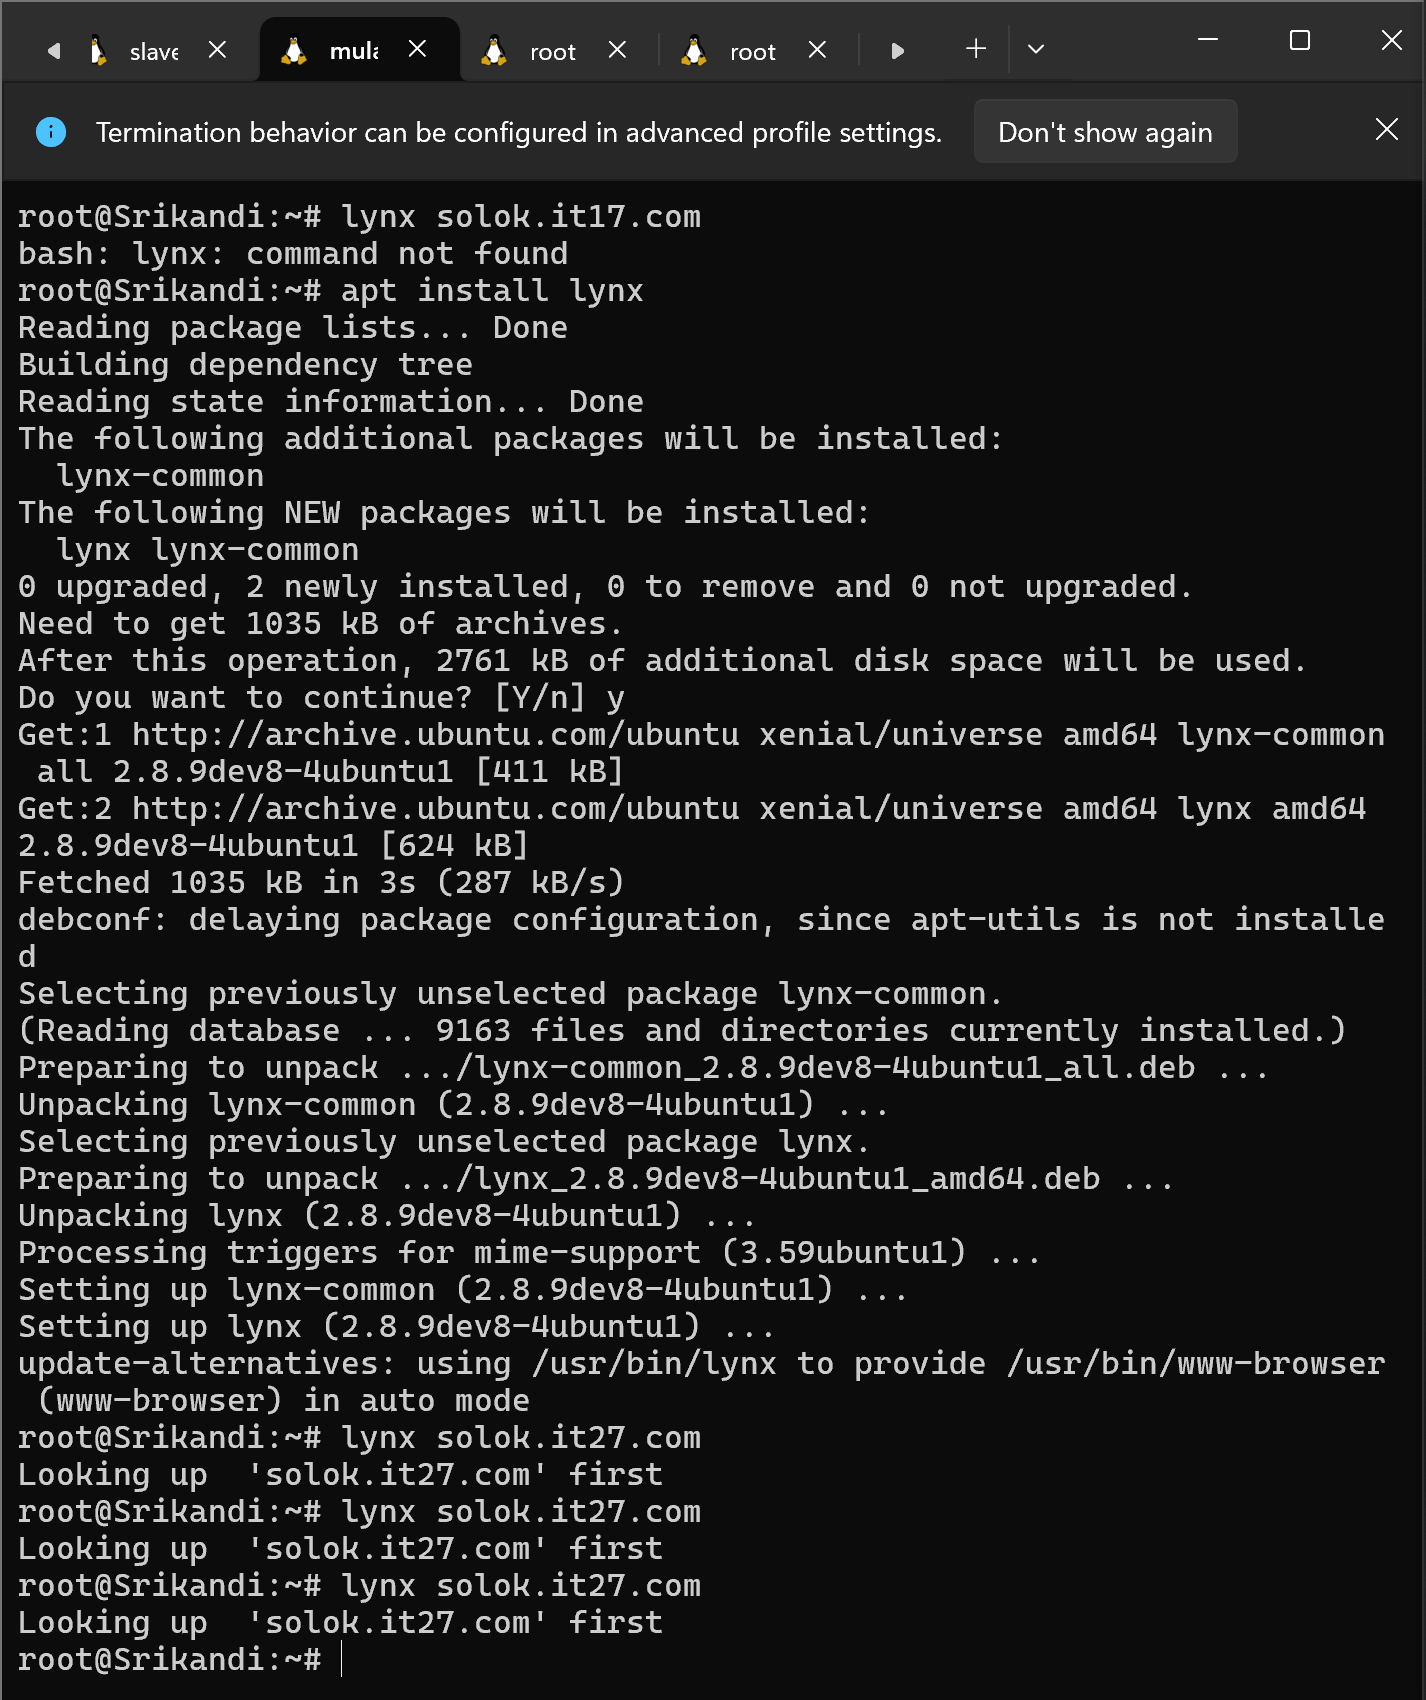 slave
mula
root
root
Termination behavior can be configured in advanced profile settings.
Don't show again
root@Srikandi:~# lynx solok.it17.com
bash: lynx: command not found
root@Srikandi:~# apt install lynx
Reading package lists... Done
Building dependency tree
Reading state information... Done
The following additional packages will be installed:
  lynx-common
The following NEW packages will be installed:
  lynx lynx-common
0 upgraded, 2 newly installed, 0 to remove and 0 not upgraded.
Need to get 1035 kB of archives.
After this operation, 2761 kB of additional disk space will be used.
Do you want to continue? [Y/n] y
Get:1 http://archive.ubuntu.com/ubuntu xenial/universe amd64 lynx-common
 all 2.8.9dev8-4ubuntu1 [411 kB]
Get:2 http://archive.ubuntu.com/ubuntu xenial/universe amd64 lynx amd64
2.8.9dev8-4ubuntu1 [624 kB]
Fetched 1035 kB in 3s (287 kB/s)
debconf: delaying package configuration, since apt-utils is not installe
d
Selecting previously unselected package lynx-common.
(Reading database ... 9163 files and directories currently installed.)
Preparing to unpack .../lynx-common_2.8.9dev8-4ubuntu1_all.deb ...
Unpacking lynx-common (2.8.9dev8-4ubuntu1) ...
Selecting previously unselected package lynx.
Preparing to unpack .../lynx_2.8.9dev8-4ubuntu1_amd64.deb ...
Unpacking lynx (2.8.9dev8-4ubuntu1) ...
Processing triggers for mime-support (3.59ubuntu1) ...
Setting up lynx-common (2.8.9dev8-4ubuntu1) ...
Setting up lynx (2.8.9dev8-4ubuntu1) ...
update-alternatives: using /usr/bin/lynx to provide /usr/bin/www-browser
 (www-browser) in auto mode
root@Srikandi:~# lynx solok.it27.com
Looking up  'solok.it27.com' first
root@Srikandi:~# lynx solok.it27.com
Looking up  'solok.it27.com' first
root@Srikandi:~# lynx solok.it27.com
Looking up  'solok.it27.com' first
root@Srikandi:~#